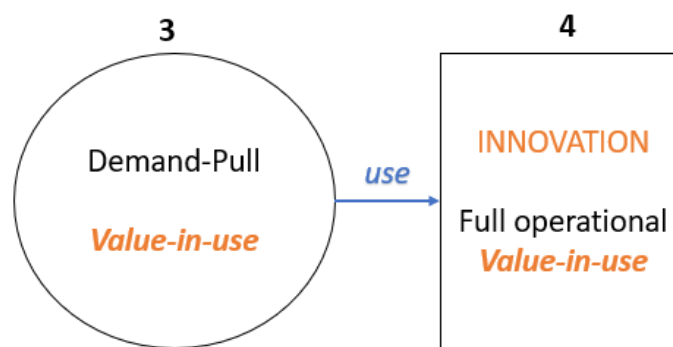 3
Demand-Pull
Value-in-use
use
4
INNOVATION
Full operational
Value-in-use